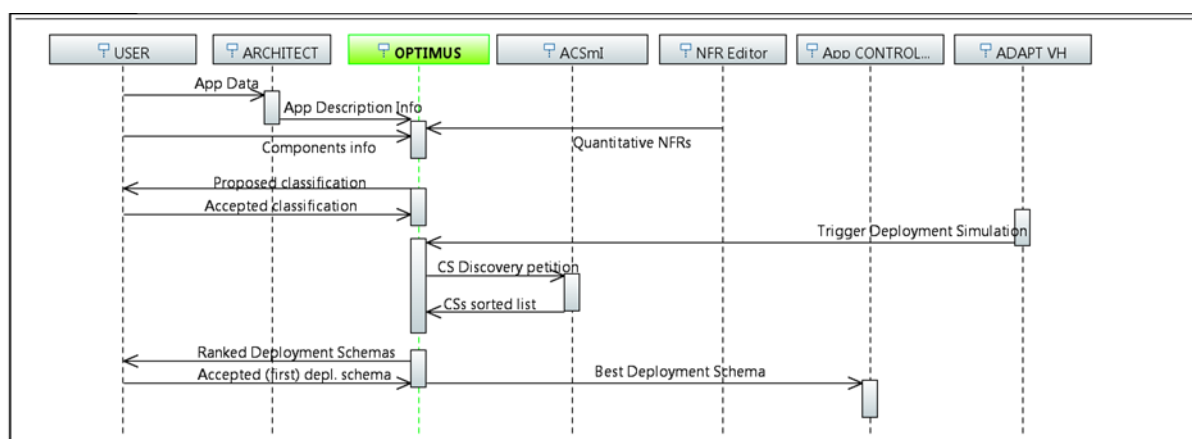 USER
ARCHITECT
OPTIMUS
ACSmI
NFR Editor
App CONTROL...
ADAPT VH
App Data
App Description Info
Components info
Quantitative NFRs
Proposed classification
Accepted classification
Trigger Deployment Simulation
CS Discovery petition
CSs sorted list
Ranked Deployment Schemas
Accepted (first) depl. schema
Best Deployment Schema